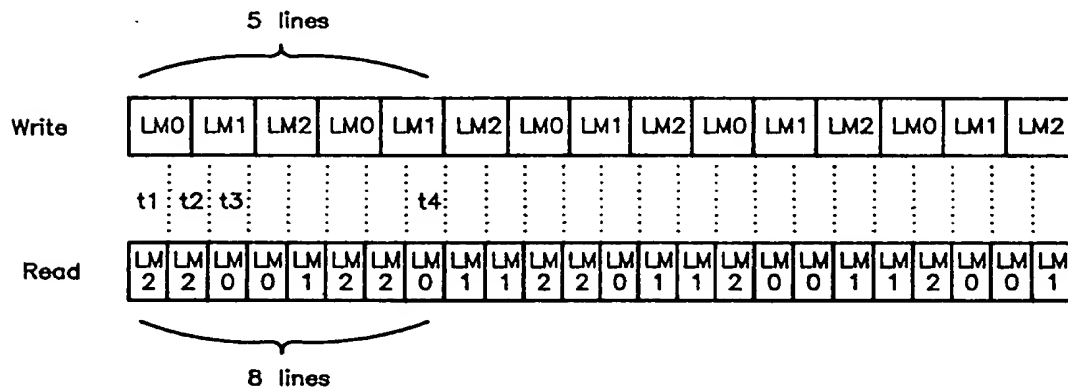 5 lines
Write LM0 LM1 LM2 LM0 LM1 LM2 LM0 LM1 LM2 LM0 LM1 LM2 LM0 LM1 LM2
t1 t2 t3 t4
LM LM LM LM LM LM LM LM LM LM LM LM LM LM LM LM LM LM LM LM LM LM LM LM
Read
2 2 0 0 1 2 2 0 1 1 2 2 0 1 1 2 0 0 1 1 2 0 0 1
8 lines